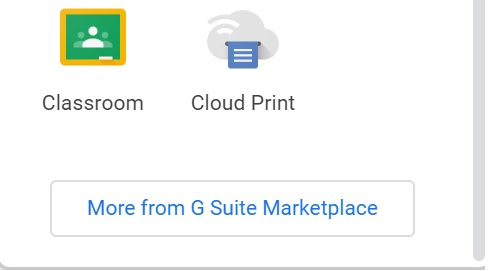 Classroom Cloud Print
More from G Suite Marketplace